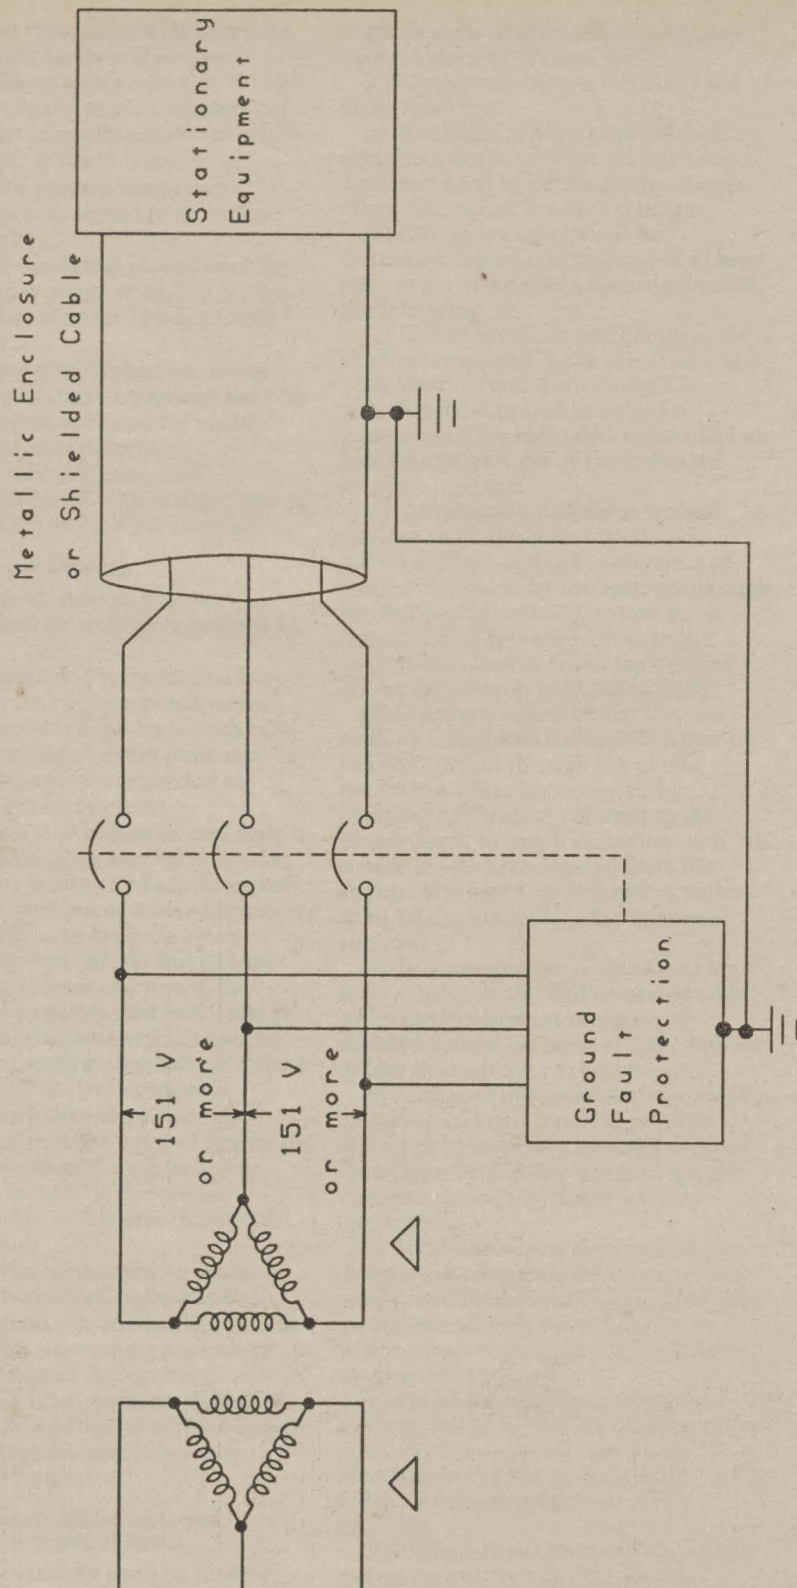 Stationary
Equipment
Metallic Enclosure
or Shielded Cable
151 V
or more
151 V
or more
Ground
Fault
Protection